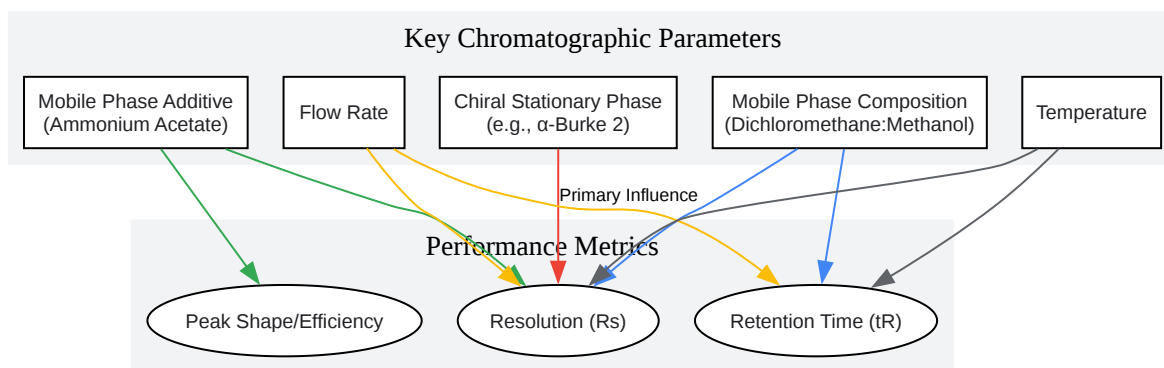 Key Chromatographic Parameters
Mobile Phase Additive
(Ammonium Acetate)
Flow Rate
Chiral Stationary Phase
(e.g., α-Burke 2)
Mobile Phase Composition
(Dichloromethane:Methanol)
Temperature
Primary Influence
Performance Metrics
Peak Shape/Efficiency
Resolution (Rs)
Retention Time (tR)